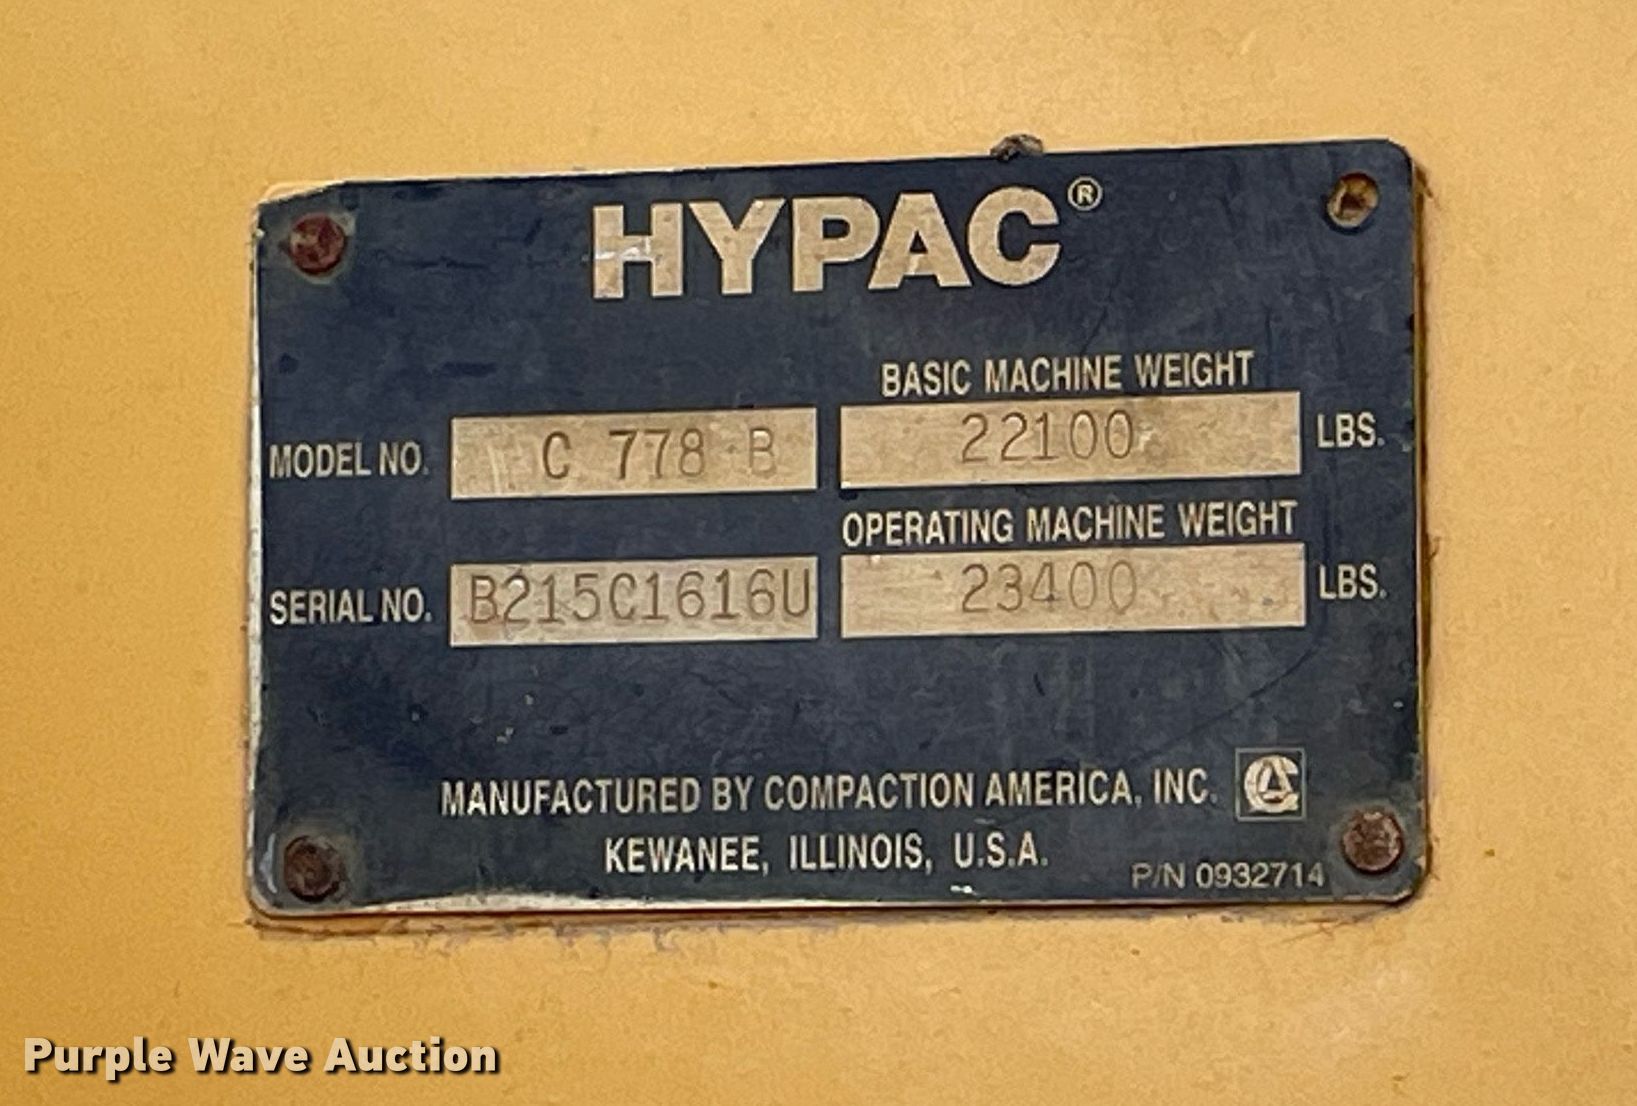 HYPAC®
BASIC MACHINE WEIGHT
MODEL NO. C 778 B 22100 LBS.
OPERATING MACHINE WEIGHT
SERIAL NO. B215C1616U 23400 LBS.
MANUFACTURED BY COMPACTION AMERICA, INC.
KEWANEE, ILLINOIS, U.S.A.
P/N 0932714
Purple Wave Auction